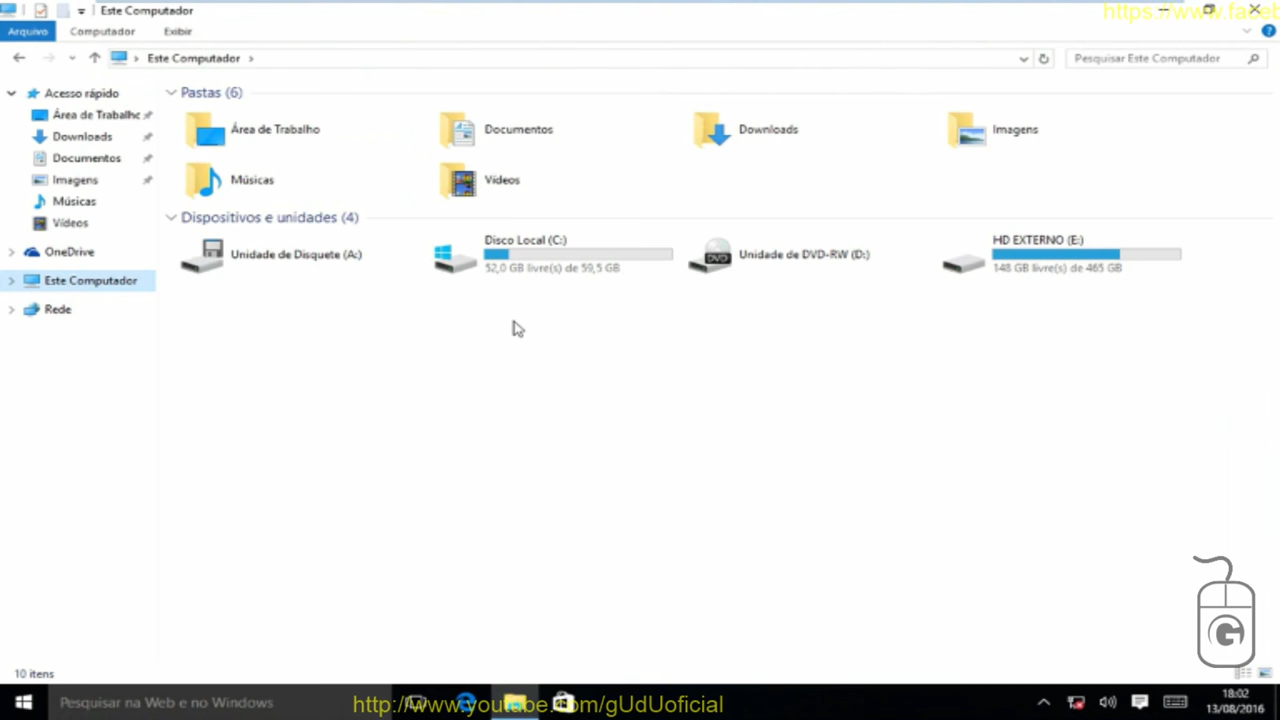 Este Computador
https://www.faceb
Arquivo Computador Exibir
Este Computador
Pesquisar Este Computador
Acesso rápido
Área de Trabalho
Downloads
Documentos
Imagens
Músicas
Vídeos
OneDrive
Este Computador
Rede
Pastas (6)
Área de Trabalho
Documentos
Downloads
Imagens
Músicas
Vídeos
Dispositivos e unidades (4)
Unidade de Disquete (A:)
Disco Local (C:)
52,0 GB livre(s) de 59,5 GB
Unidade de DVD-RW (D:)
DVD
HD EXTERNO (E:)
148 GB livre(s) de 465 GB
G
10 itens
Pesquisar na Web e no Windows
http://www.youtube.com/gUdUoficial
18:02
13/08/2016